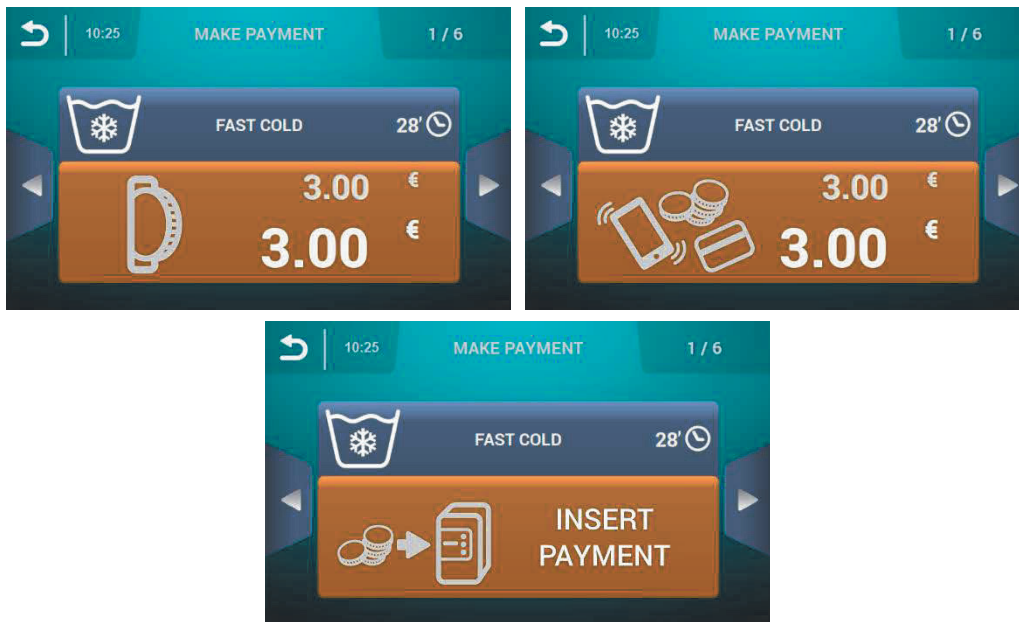 10:25 MAKE PAYMENT 1 / 6
FAST COLD 28'
3.00 €
3.00 €
10:25 MAKE PAYMENT 1 / 6
FAST COLD 28'
3.00 €
3.00 €
10:25 MAKE PAYMENT 1 / 6
FAST COLD 28'
INSERT
PAYMENT